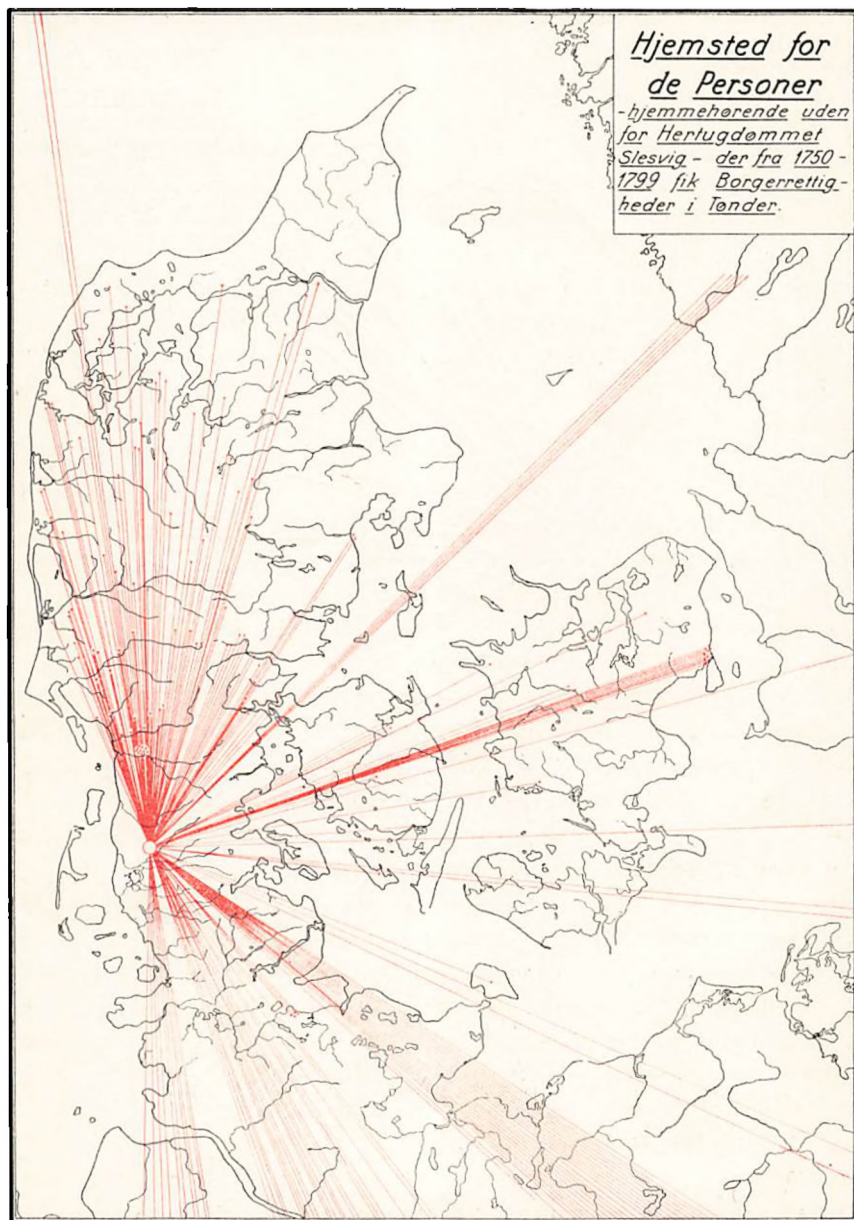 Hjemsted for
de Personer
-hjemmehørende uden
for Hertugdømmet
Slesvig - der fra 1750-
1799 fik Borgerrettig-
heder i Tønder.